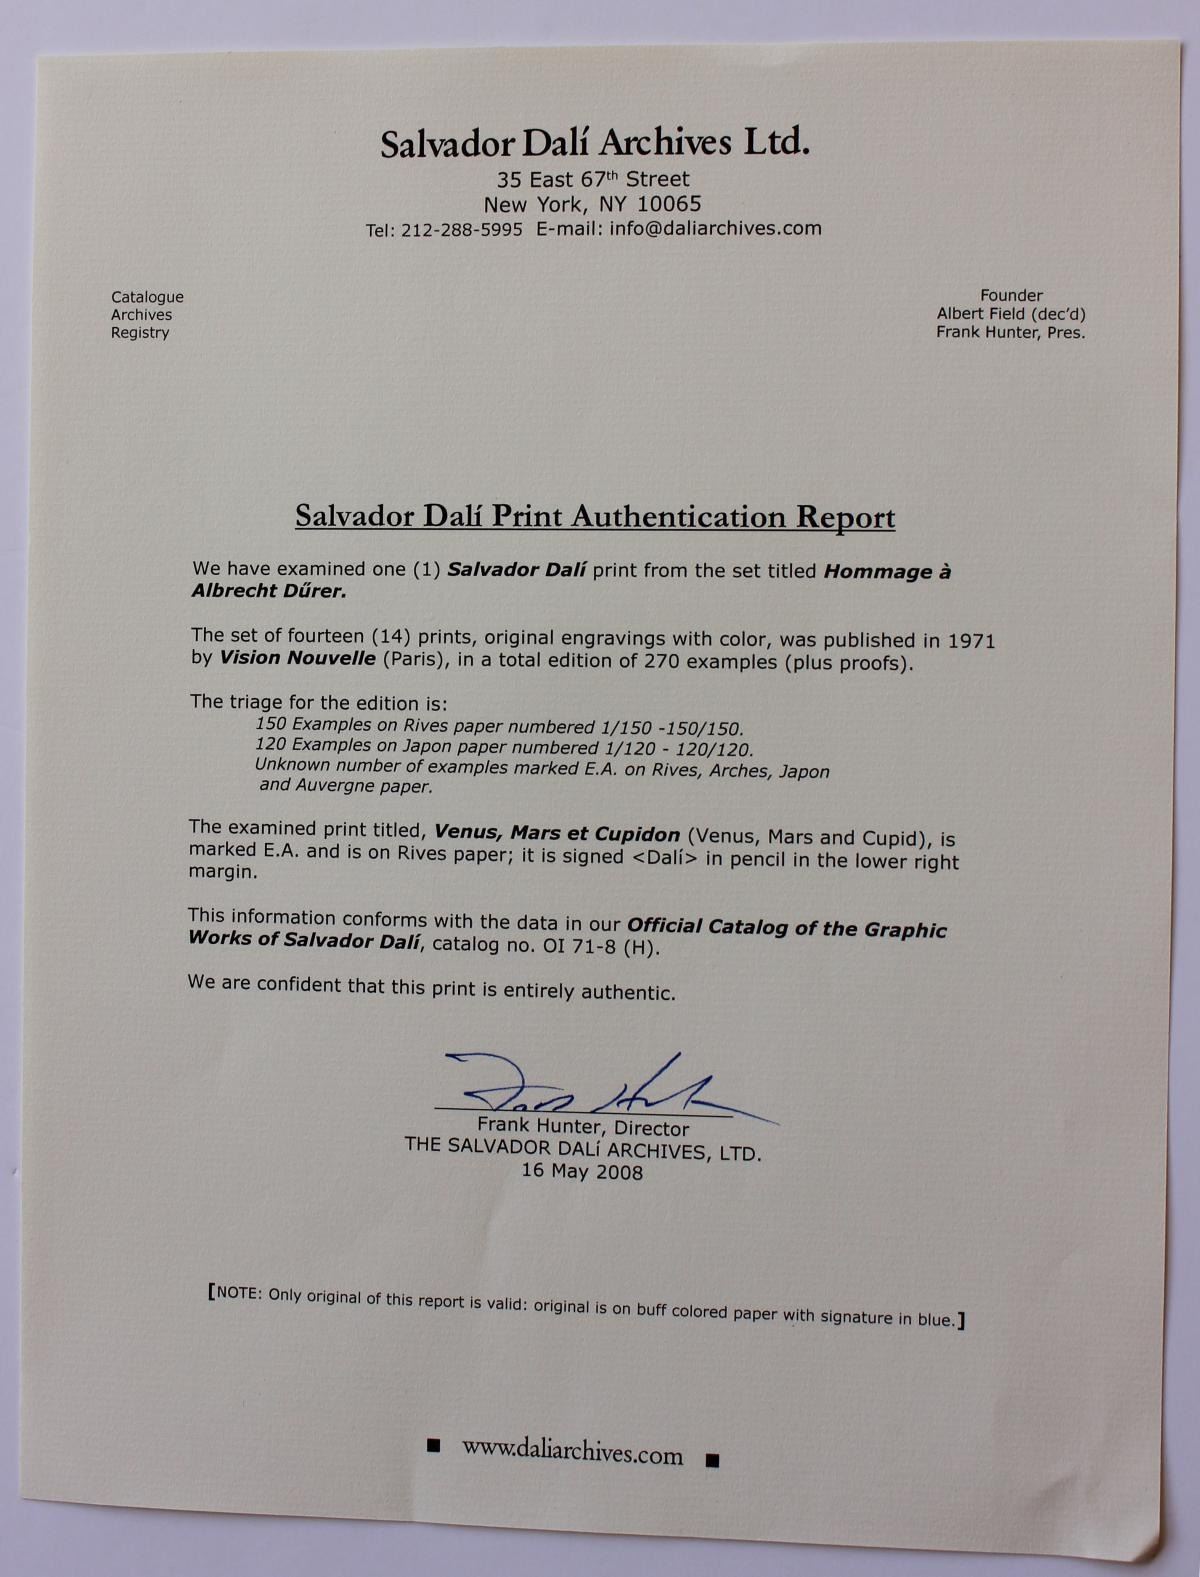 Salvador Dalí Archives Ltd.
35 East 67th Street
New York, NY 10065
Tel: 212-288-5995 E-mail: info@daliarchives.com
Catalogue
Archives
Registry
Founder
Albert Field (dec'd)
Frank Hunter, Pres.
Salvador Dalí Print Authentication Report
We have examined one (1) Salvador Dalí print from the set titled Hommage à
Albrecht Dűrer.
The set of fourteen (14) prints, original engravings with color, was published in 1971
by Vision Nouvelle (Paris), in a total edition of 270 examples (plus proofs).
The triage for the edition is:
150 Examples on Rives paper numbered 1/150 -150/150.
120 Examples on Japon paper numbered 1/120 - 120/120.
Unknown number of examples marked E.A. on Rives, Arches, Japon
and Auvergne paper.
The examined print titled, Venus, Mars et Cupidon (Venus, Mars and Cupid), is
marked E.A. and is on Rives paper; it is signed <Dalí> in pencil in the lower right
margin.
This information conforms with the data in our Official Catalog of the Graphic
Works of Salvador Dalí, catalog no. OI 71-8 (H).
We are confident that this print is entirely authentic.
Frank Hunter, Director
THE SALVADOR DALí ARCHIVES, LTD.
16 May 2008
[NOTE: Only original of this report is valid: original is on buff colored paper with signature in blue.]
■ www.daliarchives.com ■